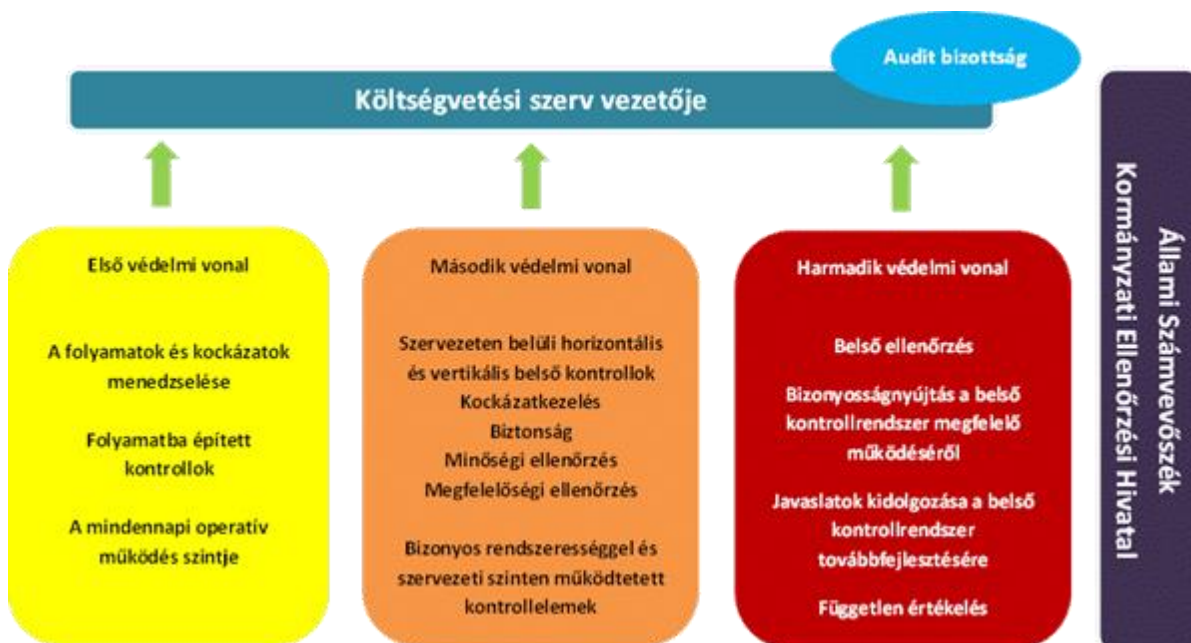 Audit bizottság
Költségvetési szerv vezetője
Első védelmi vonal
A folyamatok és kockázatok
menedzselése
Folyamatba épített
kontrollok
A mindennapi operatív
működés szintje
Második védelmi vonal
Szervezeten belüli horizontális
és vertikális belső kontrollok
Kockázatkezelés
Biztonság
Minőségi ellenőrzés
Megfelelőségi ellenőrzés
Bizonyos rendszerességgel és
szervezeti szinten működtetett
kontrollelemek
Harmadik védelmi vonal
Belső ellenőrzés
Bizonyosságnyújtás a belső
kontrollrendszer megfelelő
működéséről
Javaslatok kidolgozása a belső
kontrollrendszer
továbbfejlesztésére
Független értékelés
Állami Számvevőszék
Kormányzati Ellenőrzési Hivatal